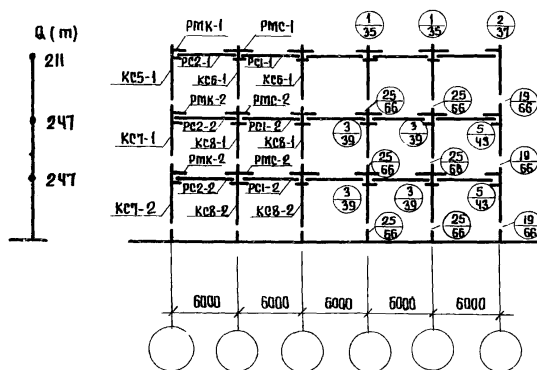 РМК-1 РМС-1 1/35 1/35 2/37
Q (т)
211
РС2-1 РС1-1
КС5-1 КС6-1 КС6-1
РМК-2 РМС-2 25/66 25/66 19/66
247
РС2-2 РС1-2
КС7-1 КС8-1 КС8-1 3/39 3/39 5/43
РМК-2 РМС-2 25/66 25/66 19/66
247
РС2-2 РС1-2
КС7-2 КС8-2 КС8-2 3/39 3/39 5/43
25/66 25/66 19/66
6000 6000 6000 6000 6000